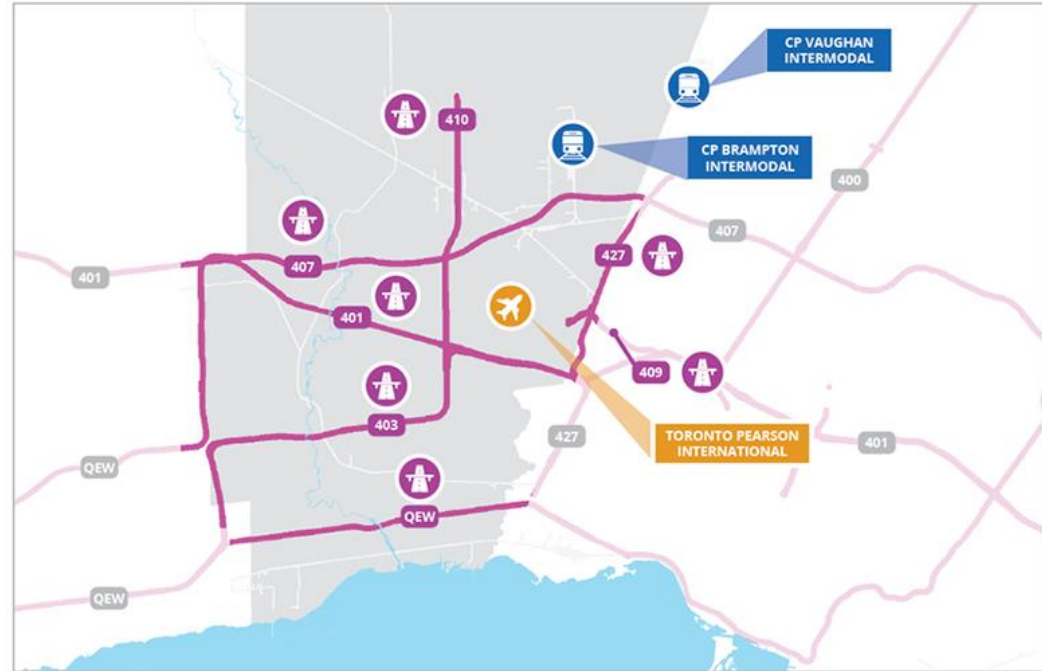 CP VAUGHAN
INTERMODAL
410
CP BRAMPTON
INTERMODAL
400
407
427
407
401
401
409
403
427
401
TORONTO PEARSON
INTERNATIONAL
QEW
QEW
QEW